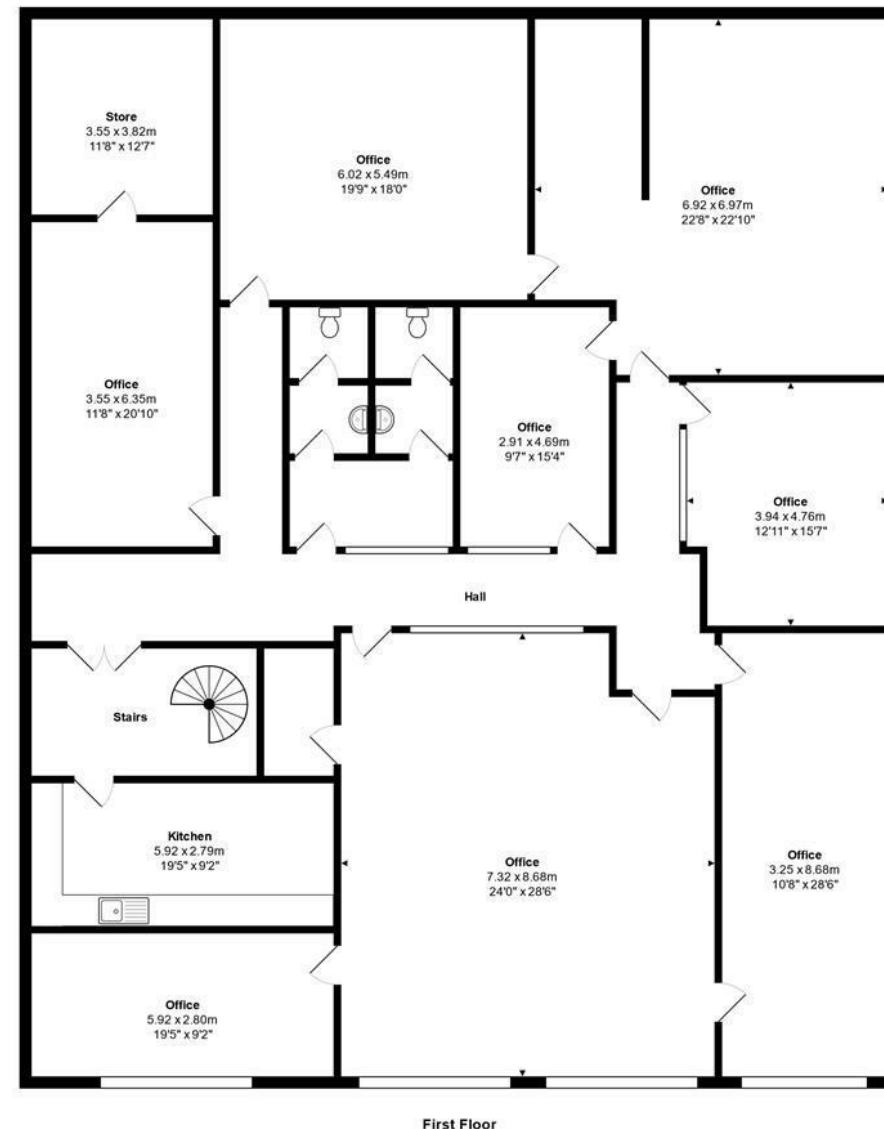 Store
3.55 x 3.82m
11'8" x 12'7"
Office
6.02 x 5.49m
19'9" x 18'0"
Office
6.92 x 6.97m
22'8" x 22'10"
Office
3.55 x 6.35m
11'8" x 20'10"
Office
2.91 x 4.69m
9'7" x 15'4"
Office
3.94 x 4.76m
12'11" x 15'7"
Hall
Stairs
Kitchen
5.92 x 2.79m
19'5" x 9'2"
Office
7.32 x 8.68m
24'0" x 28'6"
Office
3.25 x 8.68m
10'8" x 28'6"
Office
5.92 x 2.80m
19'5" x 9'2"
First Floor